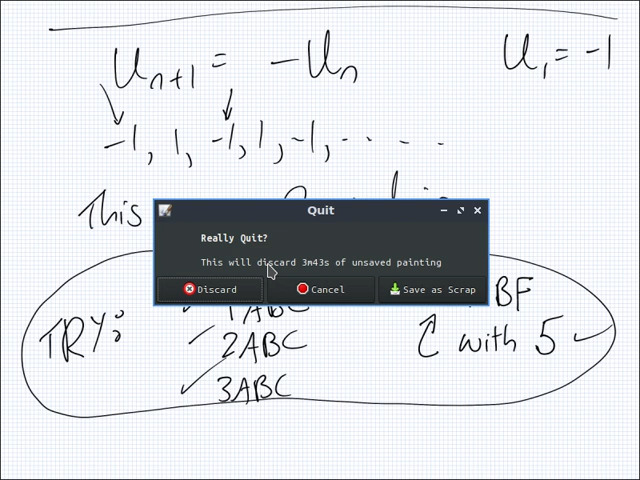 Un+1 = -Un U1 = -1
-1, 1, -1, 1, -1, .. . . .
This
Quit
Really Quit?
This will discard 3m43s of unsaved painting
Discard Cancel Save as Scrap
1ABC BF
TRY: 2ABC with 5
3ABC